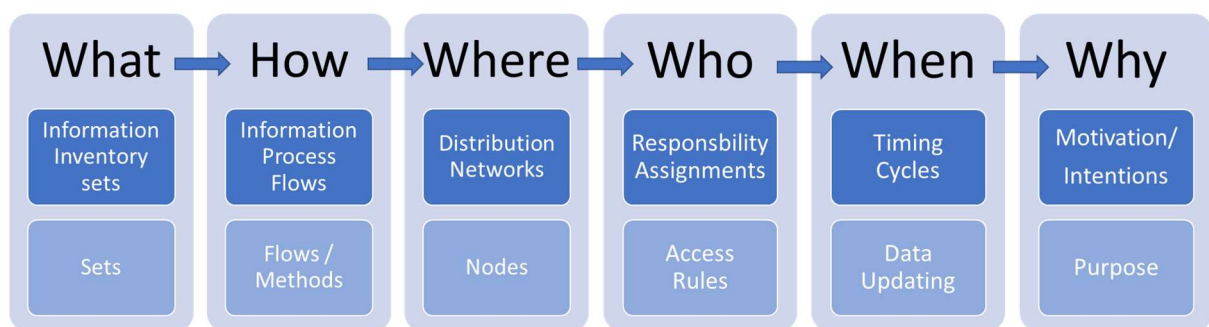 What
How
Where
Who
When
Why
Information
Inventory
sets
Information
Process
Flows
Distribution
Networks
Responsbility
Assignments
Timing
Cycles
Motivation/
Intentions
Sets
Flows /
Methods
Nodes
Access
Rules
Data
Updating
Purpose